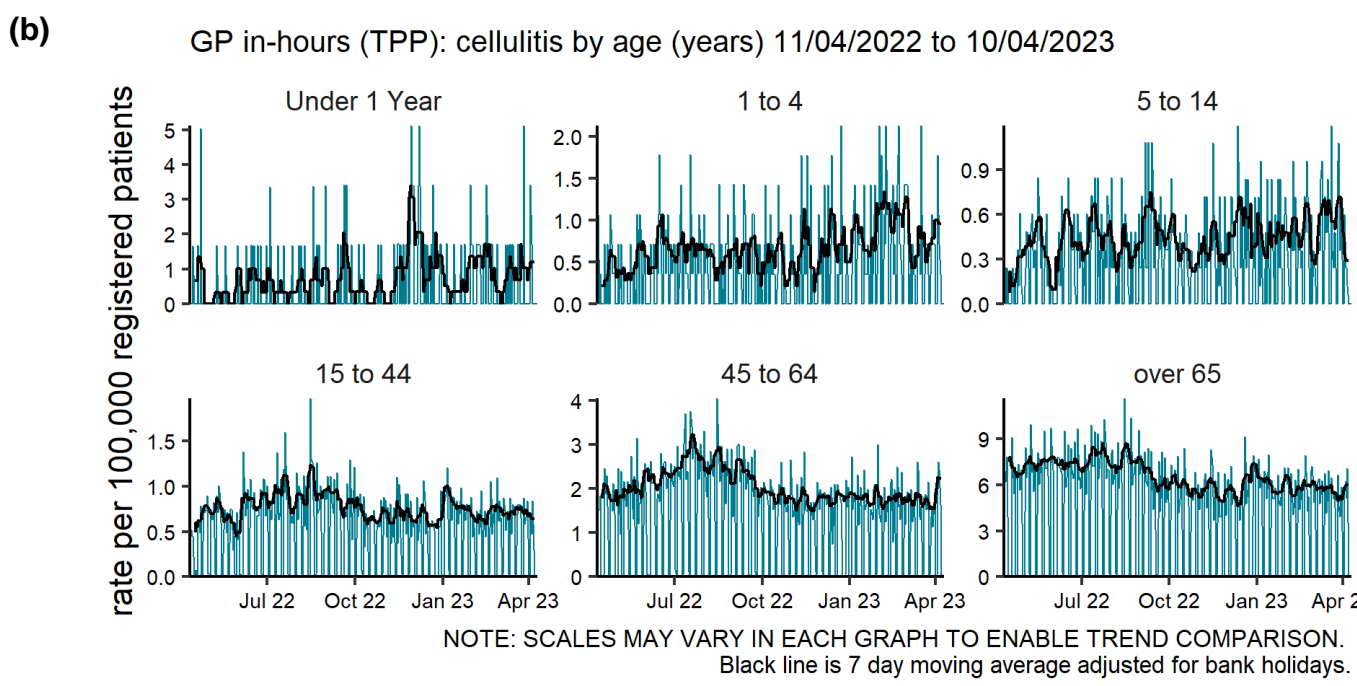 (b)
GP in-hours (TPP): cellulitis by age (years) 11/04/2022 to 10/04/2023
rate per 100,000 registered patients
Under 1 Year
5
4
3
2
1
0
1 to 4
2.0
1.5
1.0
0.5
0.0
5 to 14
0.9
0.6
0.3
0.0
15 to 44
1.5
1.0
0.5
0.0
Jul 22 Oct 22 Jan 23 Apr 23
45 to 64
4
3
2
1
0
Jul 22 Oct 22 Jan 23 Apr 23
over 65
9
6
3
0
Jul 22 Oct 22 Jan 23 Apr 2
NOTE: SCALES MAY VARY IN EACH GRAPH TO ENABLE TREND COMPARISON.
Black line is 7 day moving average adjusted for bank holidays.